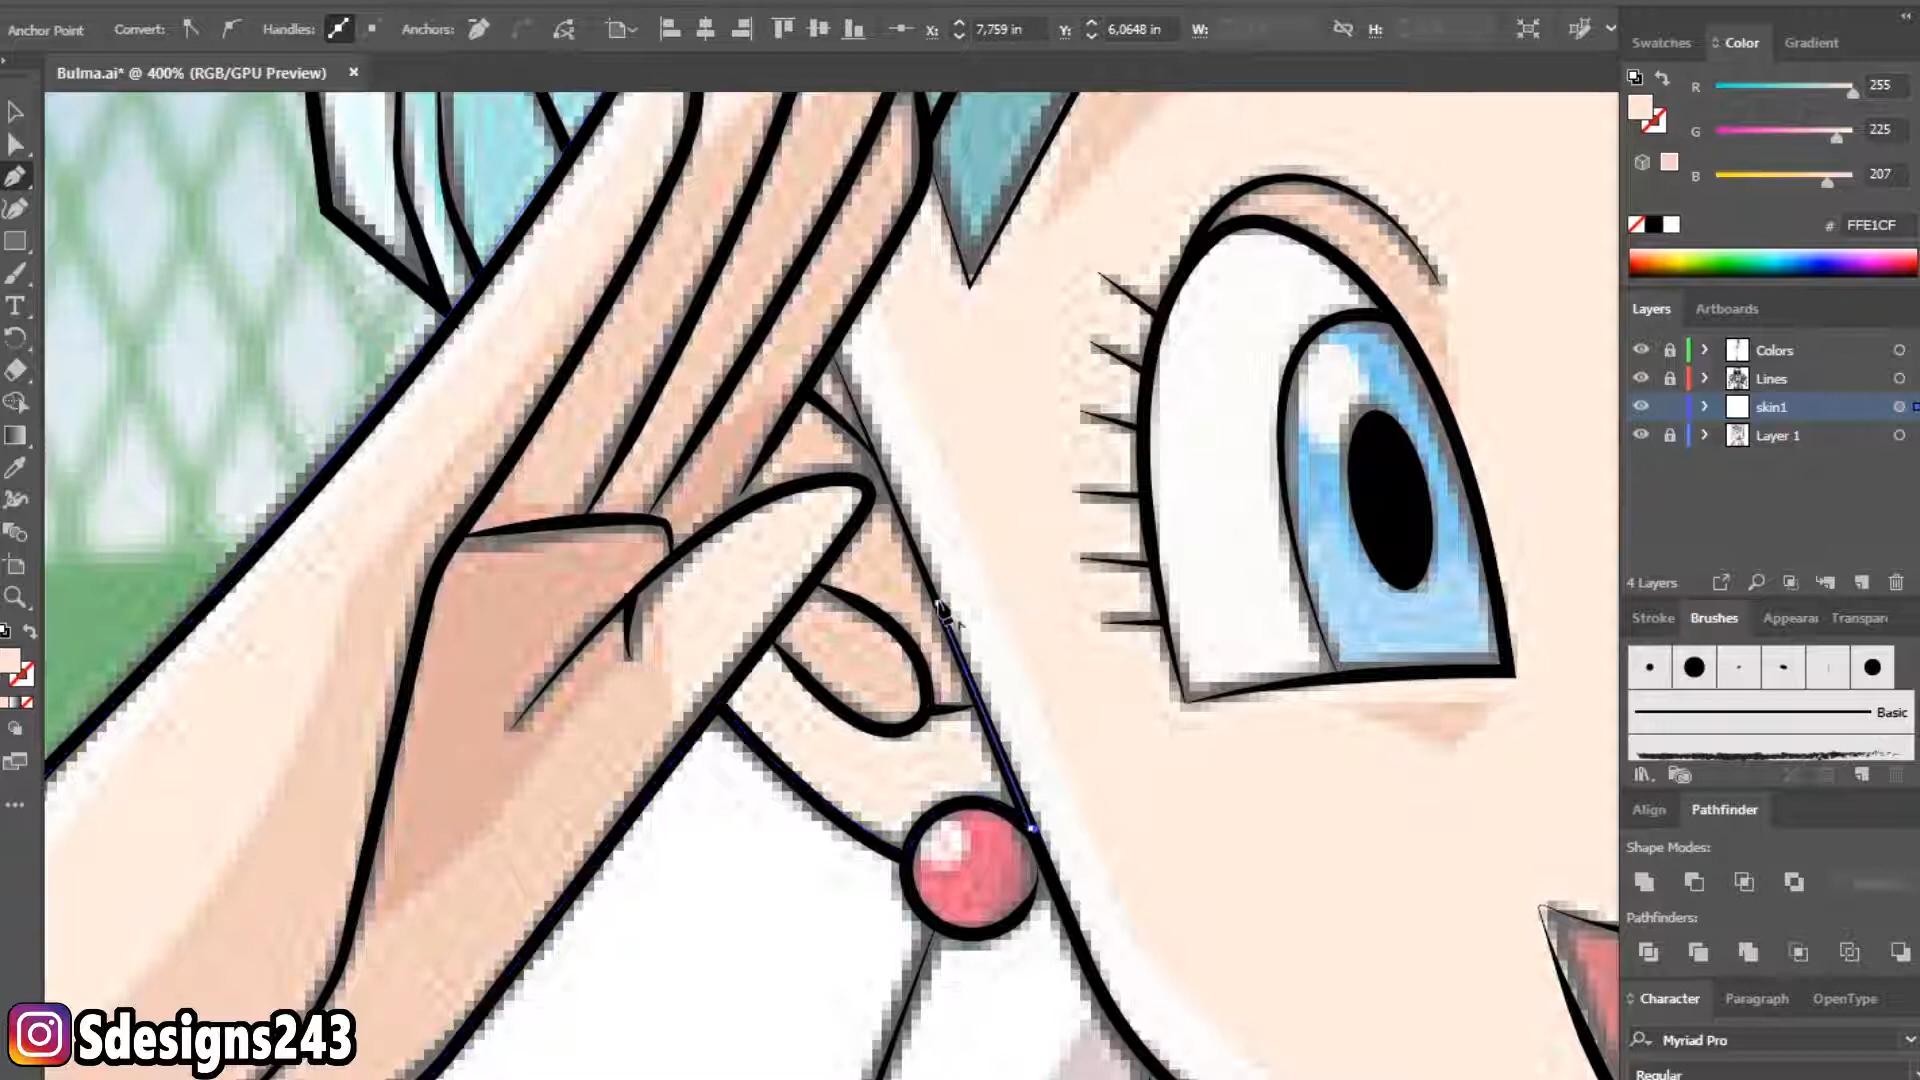 Anchor Point Convert: Handles: Anchors: X: 7,759 in Y: 6,0648 in W: H:
Bulma.ai* @ 400% (RGB/GPU Preview) ×
Swatches Color Gradient
R 255
G 225
B 207
# FFE1CF
Layers Artboards
Colors
Lines
skin1
Layer 1
4 Layers
Stroke Brushes Appeara Transpare
Basic
Align Pathfinder
Shape Modes:
Pathfinders:
Character Paragraph OpenType
Myriad Pro
Regular
Sdesigns243